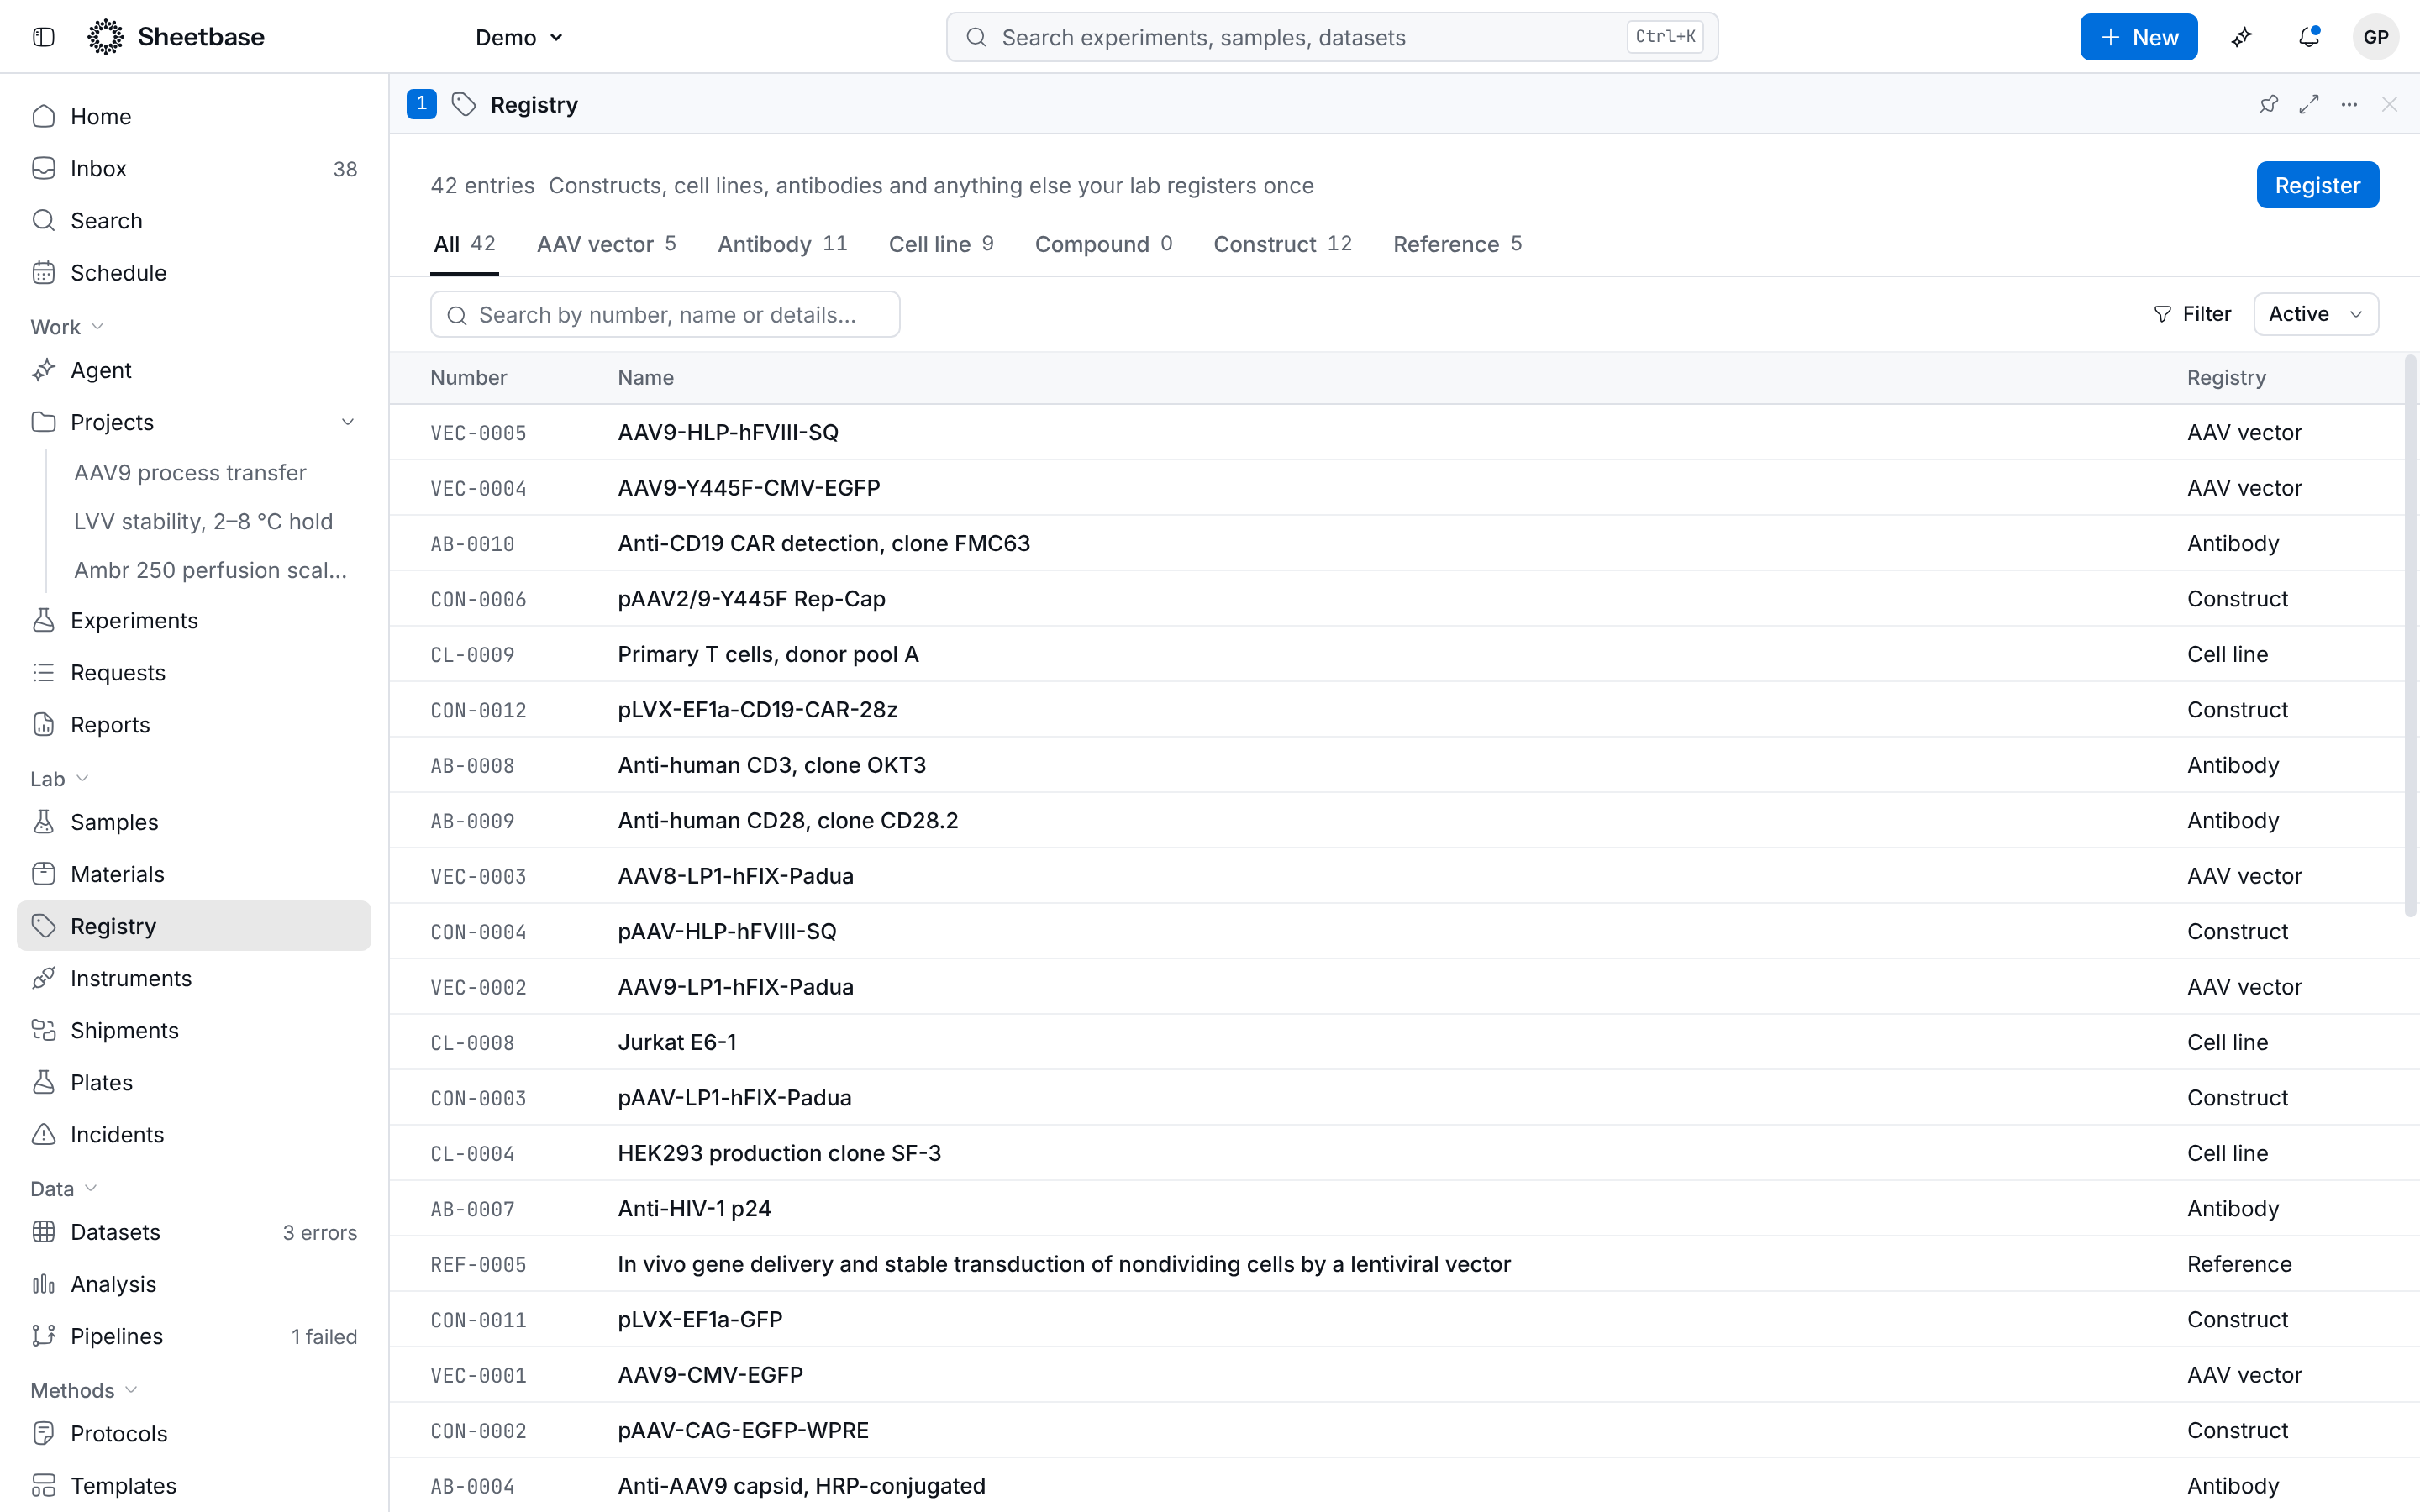 Sheetbase
Demo
Search experiments, samples, datasets
Ctrl+K
New
GP
Home
Inbox 38
Search
Schedule
Work
Agent
Projects
AAV9 process transfer
LVV stability, 2–8 °C hold
Ambr 250 perfusion scal...
Experiments
Requests
Reports
Lab
Samples
Materials
Registry
Instruments
Shipments
Plates
Incidents
Data
Datasets 3 errors
Analysis
Pipelines 1 failed
Methods
Protocols
Templates
1 Registry
42 entries Constructs, cell lines, antibodies and anything else your lab registers once
Register
All 42 AAV vector 5 Antibody 11 Cell line 9 Compound 0 Construct 12 Reference 5
Search by number, name or details...
Filter
Active
Number Name Registry
VEC-0005 AAV9-HLP-hFVIII-SQ AAV vector
VEC-0004 AAV9-Y445F-CMV-EGFP AAV vector
AB-0010 Anti-CD19 CAR detection, clone FMC63 Antibody
CON-0006 pAAV2/9-Y445F Rep-Cap Construct
CL-0009 Primary T cells, donor pool A Cell line
CON-0012 pLVX-EF1a-CD19-CAR-28z Construct
AB-0008 Anti-human CD3, clone OKT3 Antibody
AB-0009 Anti-human CD28, clone CD28.2 Antibody
VEC-0003 AAV8-LP1-hFIX-Padua AAV vector
CON-0004 pAAV-HLP-hFVIII-SQ Construct
VEC-0002 AAV9-LP1-hFIX-Padua AAV vector
CL-0008 Jurkat E6-1 Cell line
CON-0003 pAAV-LP1-hFIX-Padua Construct
CL-0004 HEK293 production clone SF-3 Cell line
AB-0007 Anti-HIV-1 p24 Antibody
REF-0005 In vivo gene delivery and stable transduction of nondividing cells by a lentiviral vector Reference
CON-0011 pLVX-EF1a-GFP Construct
VEC-0001 AAV9-CMV-EGFP AAV vector
CON-0002 pAAV-CAG-EGFP-WPRE Construct
AB-0004 Anti-AAV9 capsid, HRP-conjugated Antibody